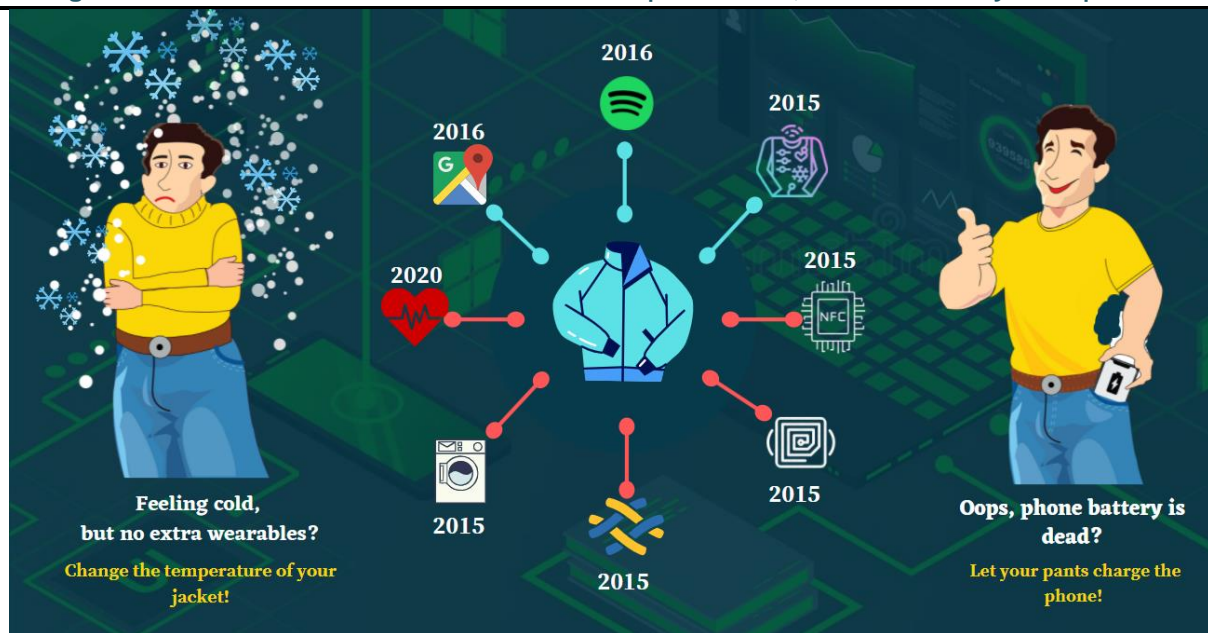 2016
2015
2016
G
2015
2020
NFC
2015
2015
2015
Feeling cold,
but no extra wearables?
Change the temperature of your
jacket!
Oops, phone battery is
dead?
Let your pants charge the
phone!